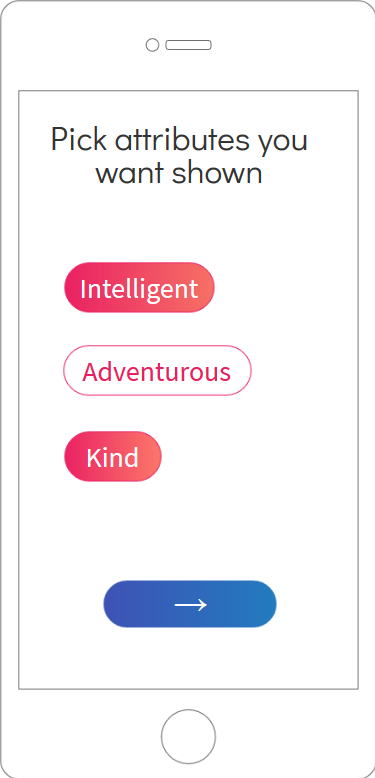 Pick attributes you
want shown
Intelligent
Adventurous
Kind
→